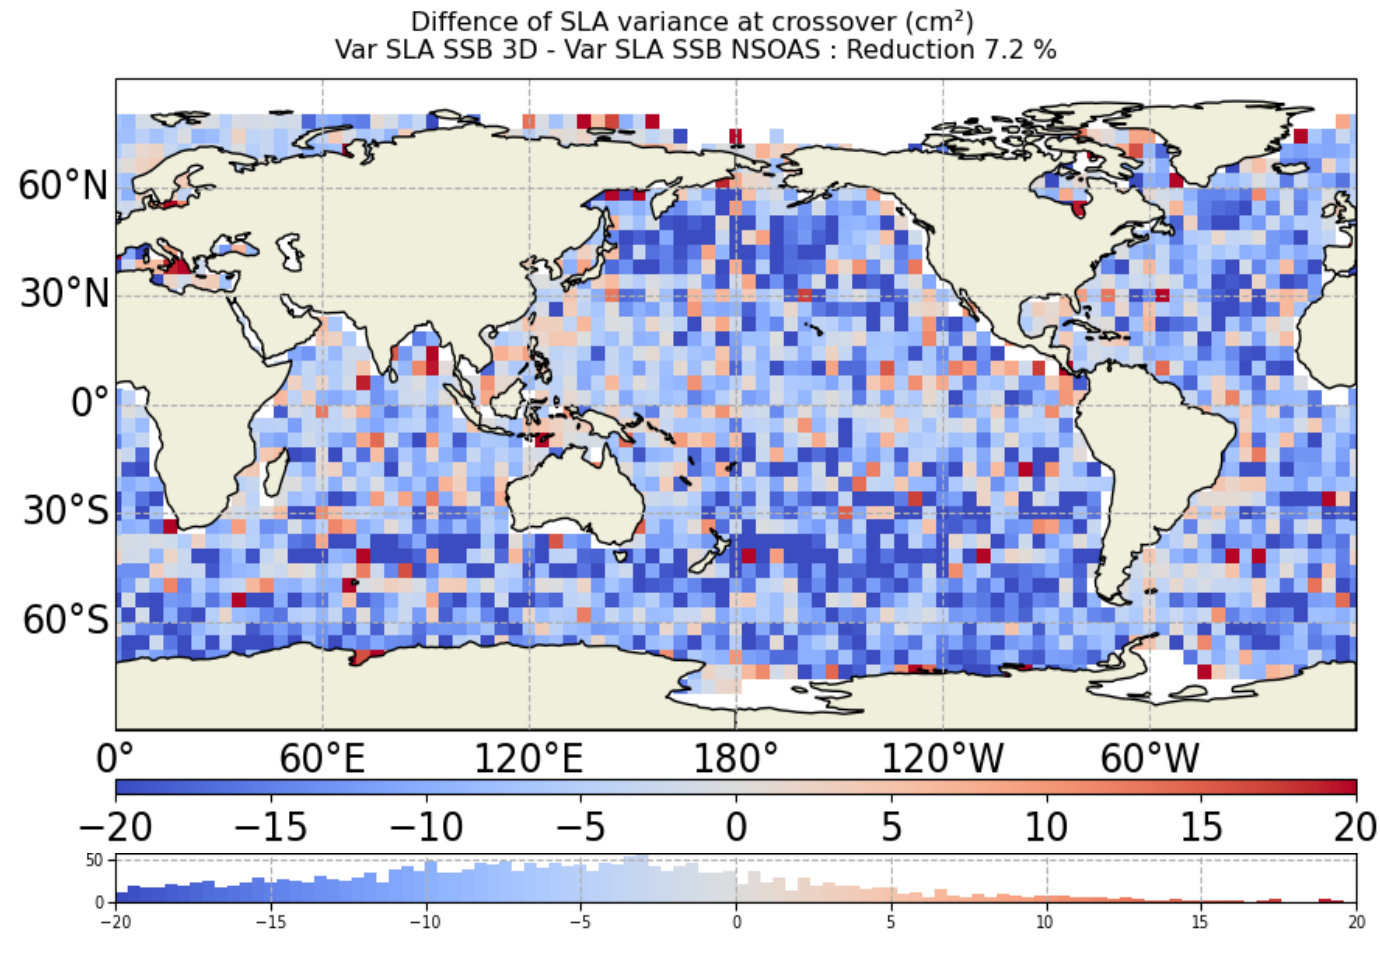 Diffence of SLA variance at crossover (cm²)
Var SLA SSB 3D - Var SLA SSB NSOAS : Reduction 7.2 %
60°N
30°N
0°
30°S
60°S
0° 60°E 120°E 180° 120°W 60°W
−20 −15 −10 −5 0 5 10 15 20
50
0
−20 −15 −10 −5 0 5 10 15 20